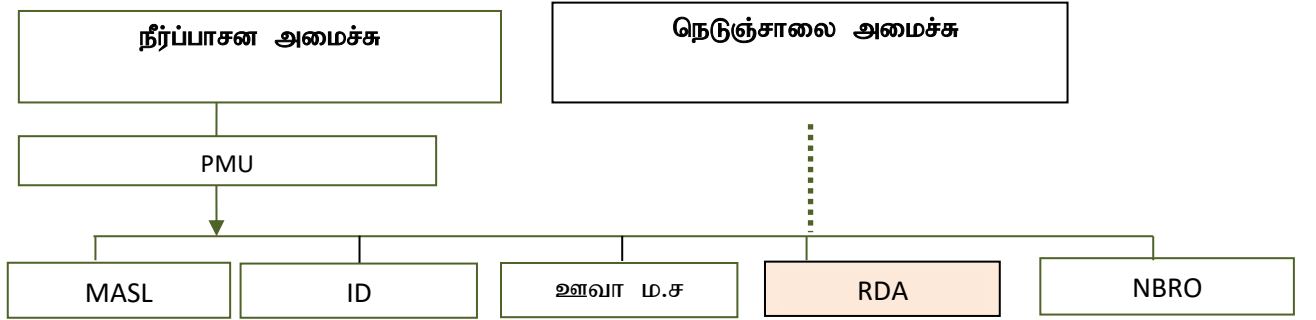 நீர்ப்பாசன அமைச்சு
நெடுஞ்சாலை அமைச்சு
PMU
MASL
ID
ஊவா ம.ச
RDA
NBRO